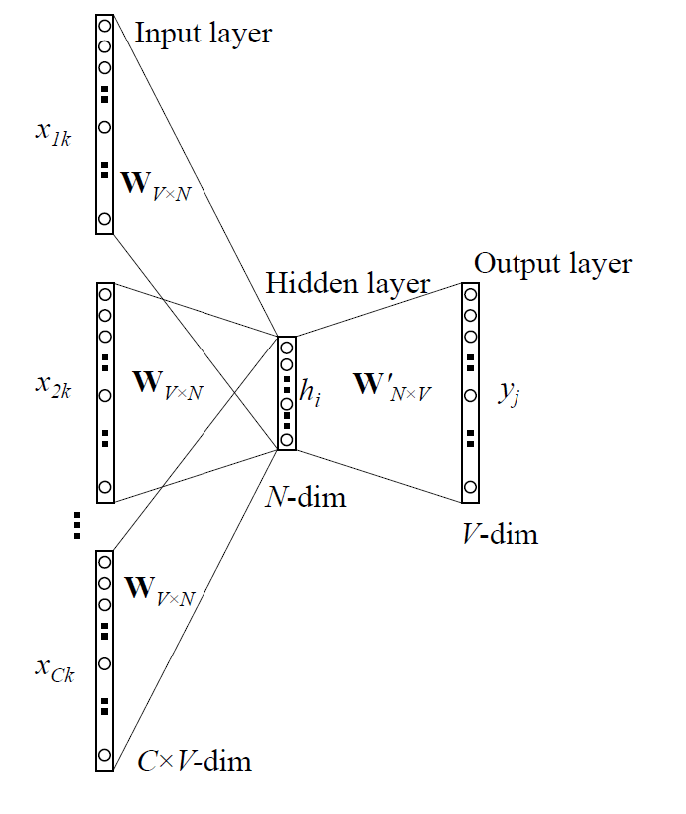 Input layer
x1k
WV×N
Hidden layer
Output layer
x2k
WV×N
hi
W'N×V
yj
N-dim
V-dim
WV×N
xCk
C×V-dim